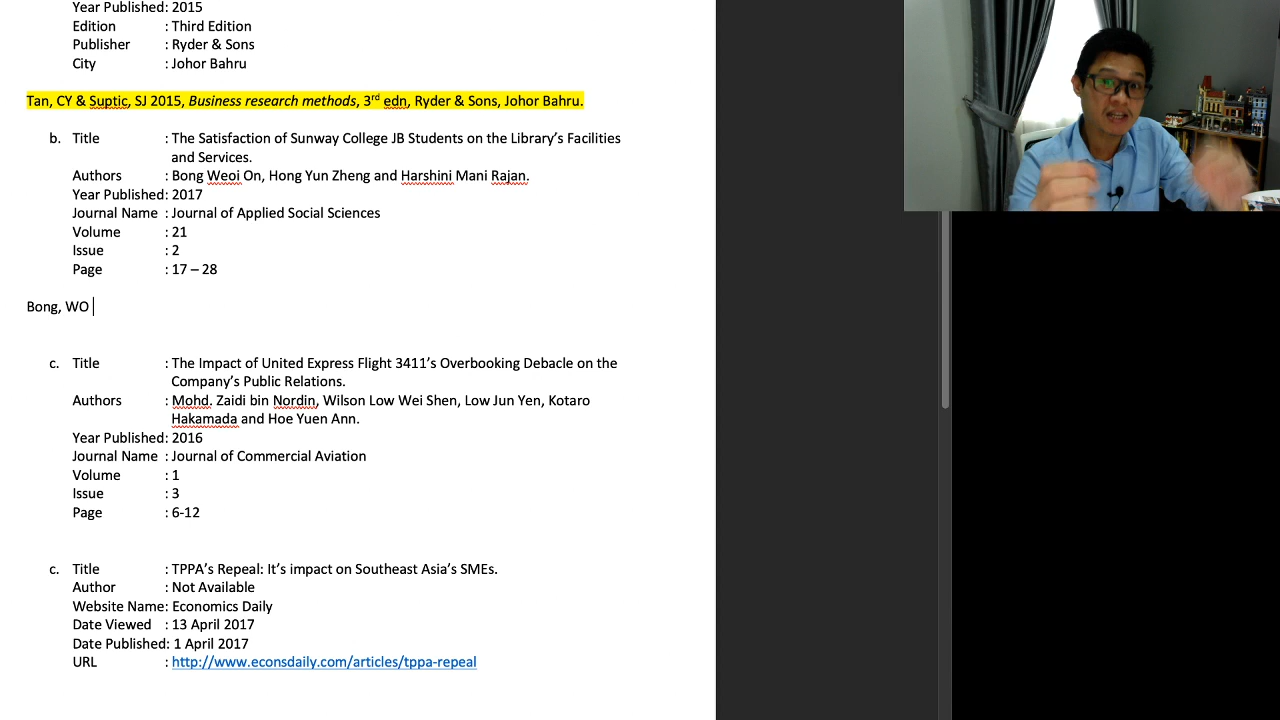 Year Published: 2015
Edition : Third Edition
Publisher : Ryder & Sons
City : Johor Bahru
Tan, CY & Suptic, SJ 2015, Business research methods, 3rd edn, Ryder & Sons, Johor Bahru.
b. Title : The Satisfaction of Sunway College JB Students on the Library's Facilities
and Services.
Authors : Bong Weoi On, Hong Yun Zheng and Harshini Mani Rajan.
Year Published: 2017
Journal Name : Journal of Applied Social Sciences
Volume : 21
Issue : 2
Page : 17 – 28
Bong, WO
c. Title : The Impact of United Express Flight 3411's Overbooking Debacle on the
Company's Public Relations.
Authors : Mohd. Zaidi bin Nordin, Wilson Low Wei Shen, Low Jun Yen, Kotaro
Hakamada and Hoe Yuen Ann.
Year Published: 2016
Journal Name : Journal of Commercial Aviation
Volume : 1
Issue : 3
Page : 6-12
c. Title : TPPA's Repeal: It's impact on Southeast Asia's SMEs.
Author : Not Available
Website Name: Economics Daily
Date Viewed : 13 April 2017
Date Published: 1 April 2017
URL : http://www.econsdaily.com/articles/tppa-repeal